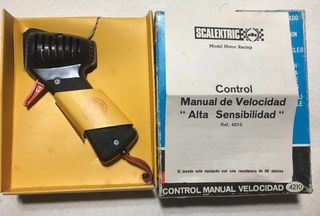 SCALEXTRIC
Model Motor Racing
Control
Manual de Velocidad
" Alta Sensibilidad "
Ref. 4210
El mando está equipado con una resistencia de 45 ohmios
CONTROL MANUAL VELOCIDAD 4210